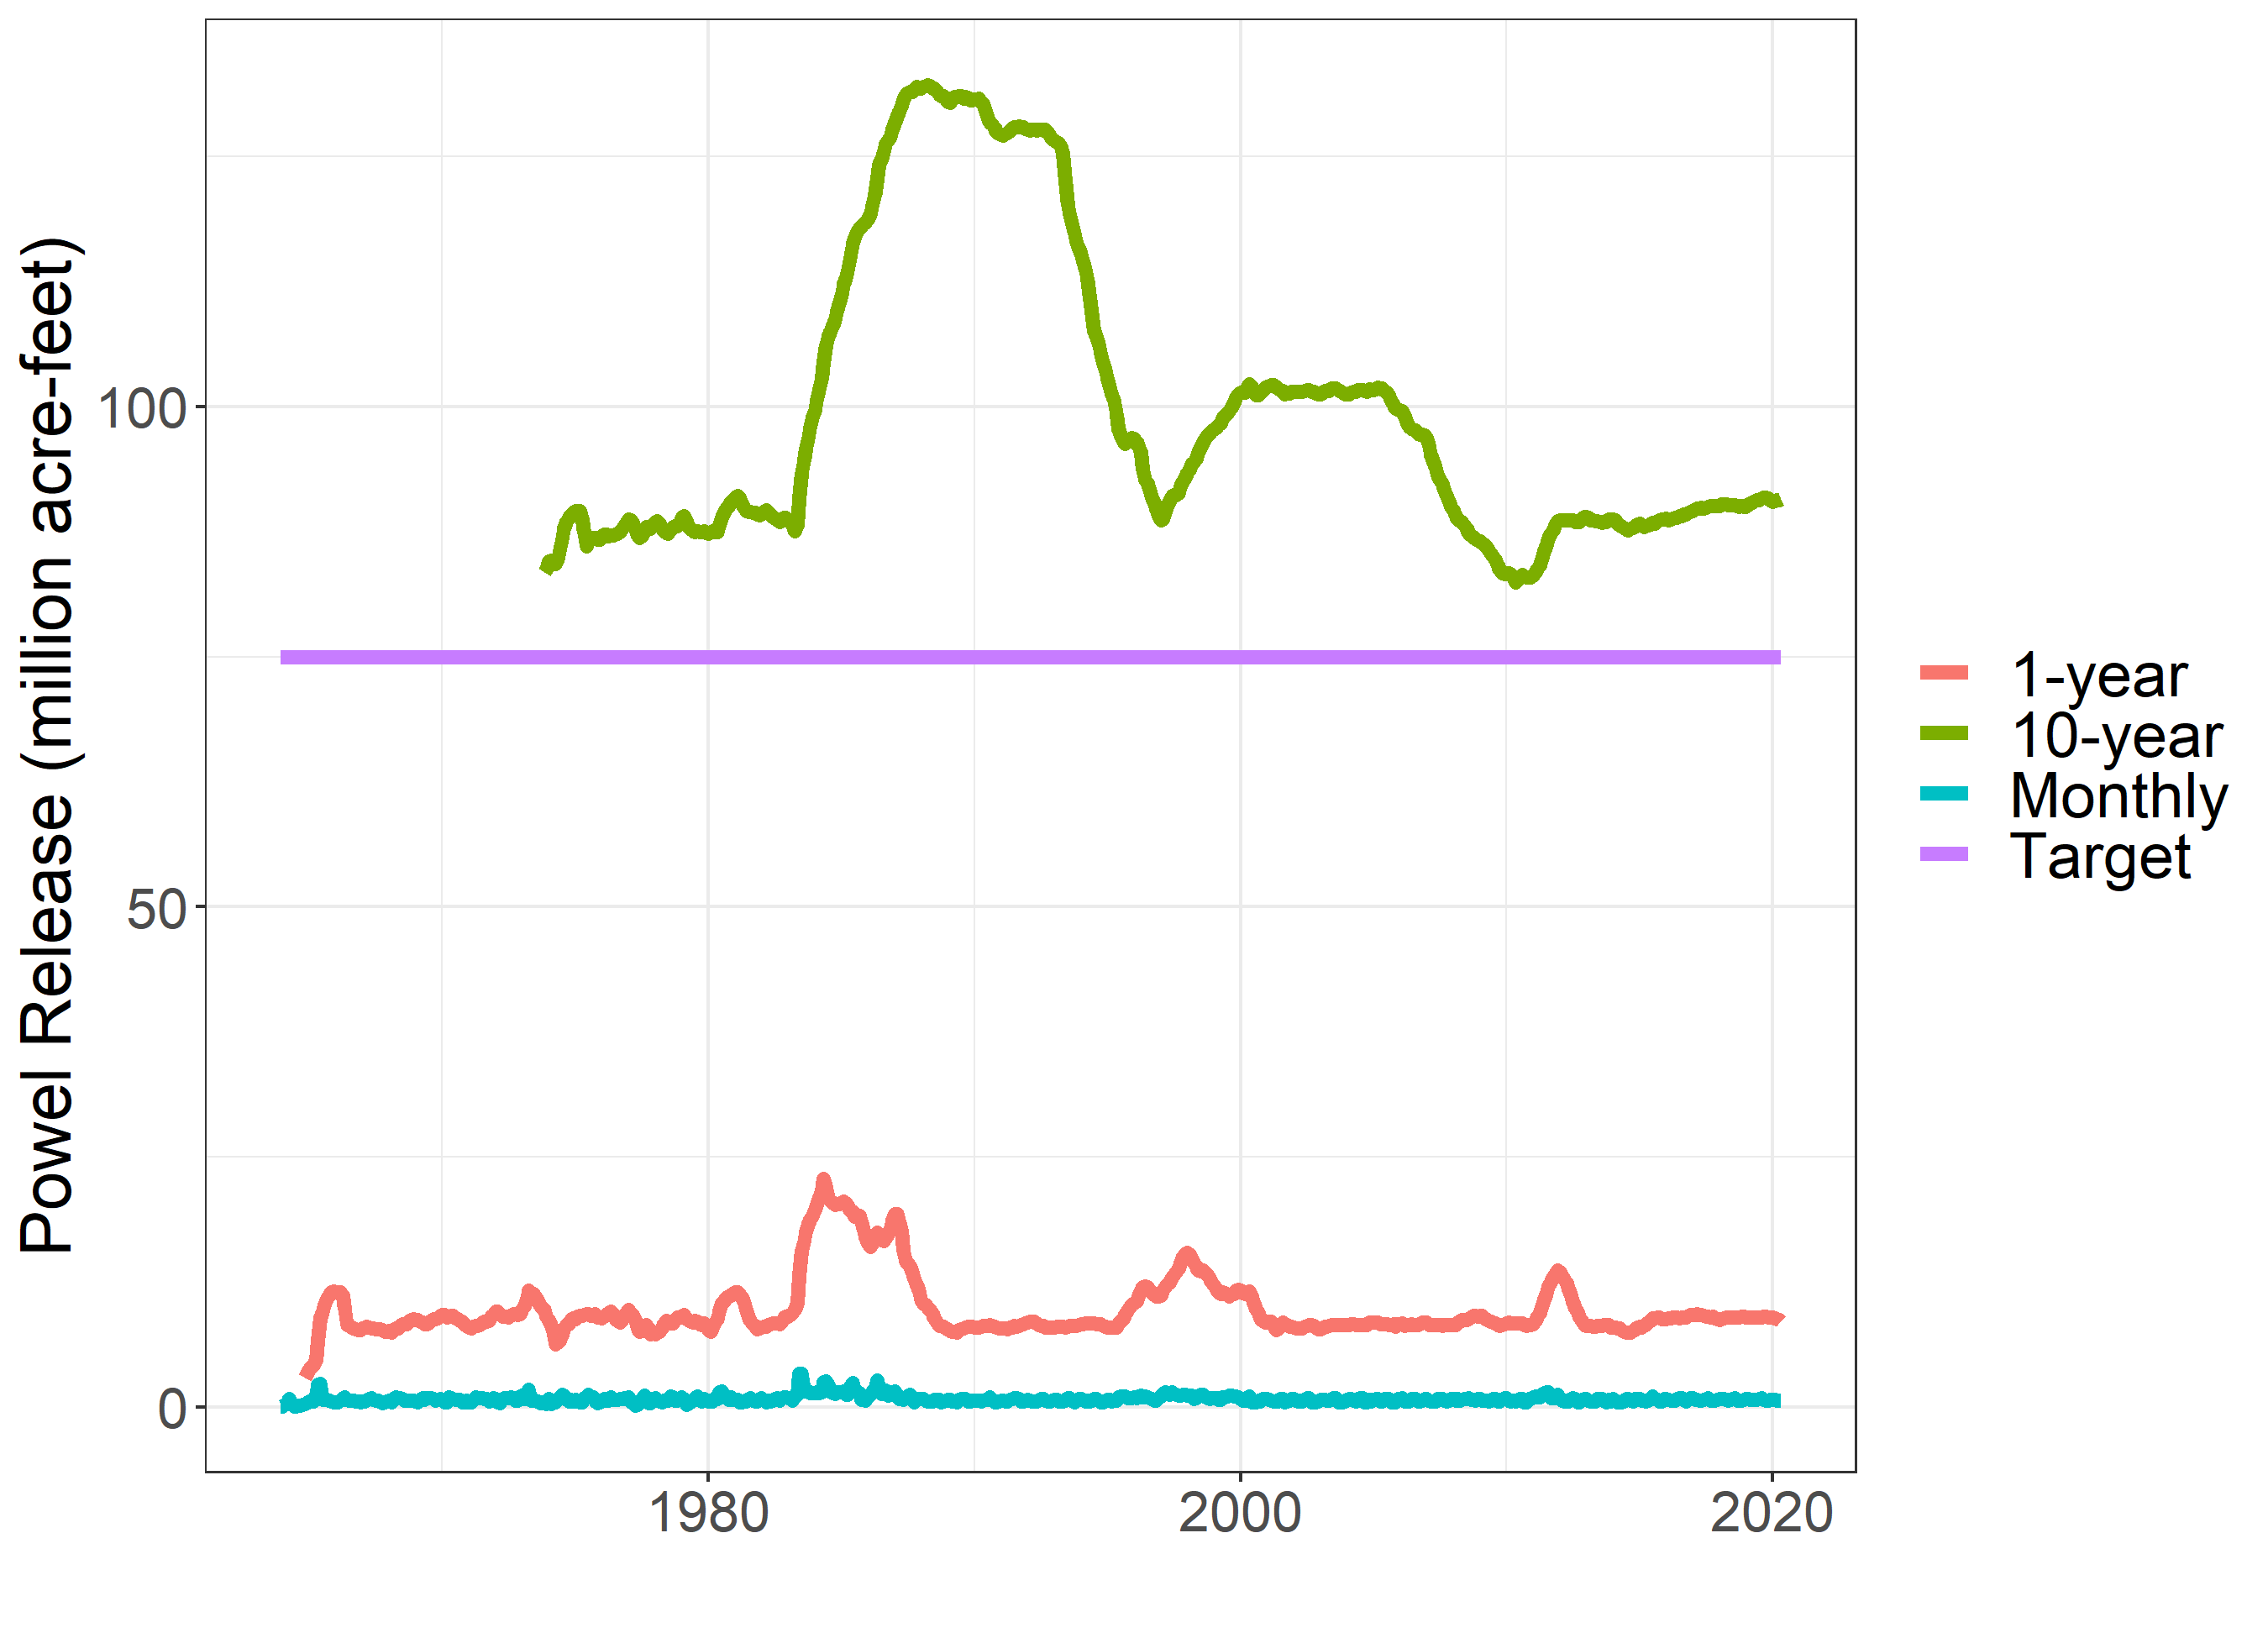 Powel Release (million acre-feet)
100
50
0
1980
2000
2020
1-year
10-year
Monthly
Target